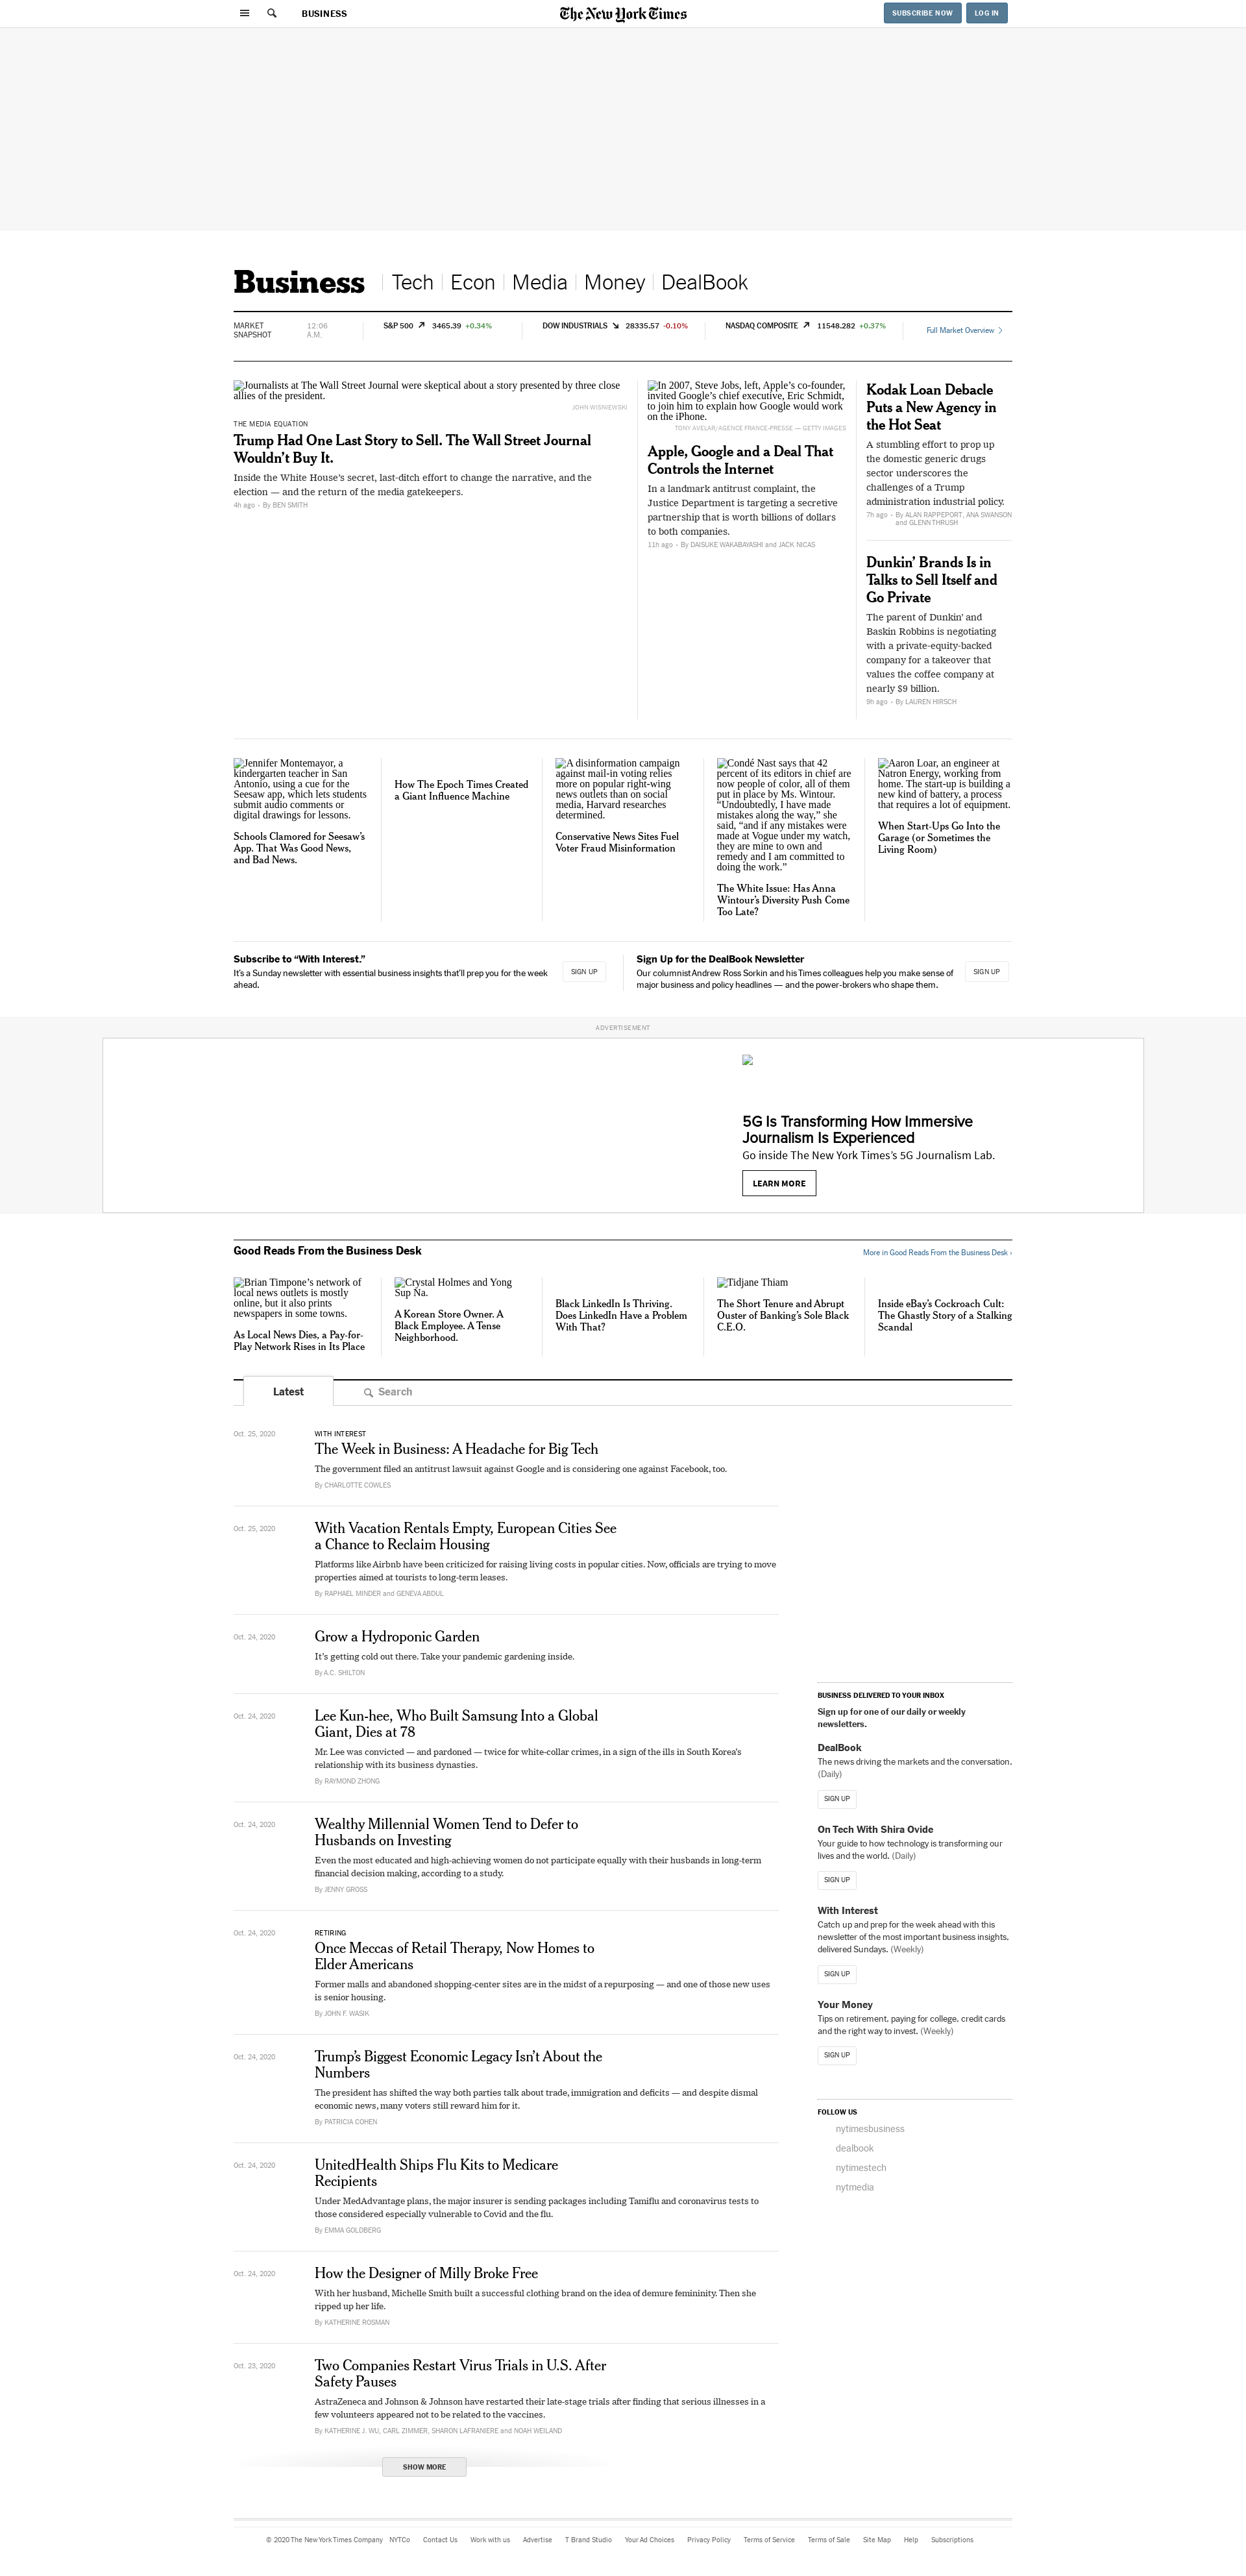 BUSINESS
The New York Times
SUBSCRIBE NOW
LOG IN
Business
Tech
Econ
Media
Money
DealBook
MARKET
SNAPSHOT
12:06
A.M.
S&P 500 3465.39 +0.34%
DOW INDUSTRIALS 28335.57 -0.10%
NASDAQ COMPOSITE 11548.282 +0.37%
Full Market Overview
Journalists at The Wall Street Journal were skeptical about a story presented by three close
allies of the president.
JOHN WISNIEWSKI
THE MEDIA EQUATION
Trump Had One Last Story to Sell. The Wall Street Journal
Wouldn't Buy It.
Inside the White House's secret, last-ditch effort to change the narrative, and the
election — and the return of the media gatekeepers.
4h ago - By BEN SMITH
In 2007, Steve Jobs, left, Apple's co-founder,
invited Google's chief executive, Eric Schmidt,
to join him to explain how Google would work
on the iPhone.
TONY AVELAR/AGENCE FRANCE-PRESSE — GETTY IMAGES
Apple, Google and a Deal That
Controls the Internet
In a landmark antitrust complaint, the
Justice Department is targeting a secretive
partnership that is worth billions of dollars
to both companies.
11h ago - By DAISUKE WAKABAYASHI and JACK NICAS
Kodak Loan Debacle
Puts a New Agency in
the Hot Seat
A stumbling effort to prop up
the domestic generic drugs
sector underscores the
challenges of a Trump
administration industrial policy.
7h ago - By ALAN RAPPEPORT, ANA SWANSON
and GLENN THRUSH
Dunkin' Brands Is in
Talks to Sell Itself and
Go Private
The parent of Dunkin' and
Baskin Robbins is negotiating
with a private-equity-backed
company for a takeover that
values the coffee company at
nearly $9 billion.
9h ago - By LAUREN HIRSCH
Jennifer Montemayor, a
kindergarten teacher in San
Antonio, using a cue for the
Seesaw app, which lets students
submit audio comments or
digital drawings for lessons.
Schools Clamored for Seesaw's
App. That Was Good News,
and Bad News.
How The Epoch Times Created
a Giant Influence Machine
A disinformation campaign
against mail-in voting relies
more on popular right-wing
news outlets than on social
media, Harvard researches
determined.
Conservative News Sites Fuel
Voter Fraud Misinformation
Condé Nast says that 42
percent of its editors in chief are
now people of color, all of them
put in place by Ms. Wintour.
"Undoubtedly, I have made
mistakes along the way," she
said, "and if any mistakes were
made at Vogue under my watch,
they are mine to own and
remedy and I am committed to
doing the work."
The White Issue: Has Anna
Wintour's Diversity Push Come
Too Late?
Aaron Loar, an engineer at
Natron Energy, working from
home. The start-up is building a
new kind of battery, a process
that requires a lot of equipment.
When Start-Ups Go Into the
Garage (or Sometimes the
Living Room)
Subscribe to "With Interest."
It's a Sunday newsletter with essential business insights that'll prep you for the week
ahead.
SIGN UP
Sign Up for the DealBook Newsletter
Our columnist Andrew Ross Sorkin and his Times colleagues help you make sense of
major business and policy headlines — and the power-brokers who shape them.
SIGN UP
ADVERTISEMENT
5G Is Transforming How Immersive
Journalism Is Experienced
Go inside The New York Times's 5G Journalism Lab.
LEARN MORE
Good Reads From the Business Desk
More in Good Reads From the Business Desk ›
Brian Timpone's network of
local news outlets is mostly
online, but it also prints
newspapers in some towns.
As Local News Dies, a Pay-for-
Play Network Rises in Its Place
Crystal Holmes and Yong
Sup Na.
A Korean Store Owner. A
Black Employee. A Tense
Neighborhood.
Black LinkedIn Is Thriving.
Does LinkedIn Have a Problem
With That?
Tidjane Thiam
The Short Tenure and Abrupt
Ouster of Banking's Sole Black
C.E.O.
Inside eBay's Cockroach Cult:
The Ghastly Story of a Stalking
Scandal
Latest
Search
Oct. 25, 2020
WITH INTEREST
The Week in Business: A Headache for Big Tech
The government filed an antitrust lawsuit against Google and is considering one against Facebook, too.
By CHARLOTTE COWLES
Oct. 25, 2020
With Vacation Rentals Empty, European Cities See
a Chance to Reclaim Housing
Platforms like Airbnb have been criticized for raising living costs in popular cities. Now, officials are trying to move
properties aimed at tourists to long-term leases.
By RAPHAEL MINDER and GENEVA ABDUL
Oct. 24, 2020
Grow a Hydroponic Garden
It's getting cold out there. Take your pandemic gardening inside.
By A.C. SHILTON
Oct. 24, 2020
Lee Kun-hee, Who Built Samsung Into a Global
Giant, Dies at 78
Mr. Lee was convicted — and pardoned — twice for white-collar crimes, in a sign of the ills in South Korea's
relationship with its business dynasties.
By RAYMOND ZHONG
Oct. 24, 2020
Wealthy Millennial Women Tend to Defer to
Husbands on Investing
Even the most educated and high-achieving women do not participate equally with their husbands in long-term
financial decision making, according to a study.
By JENNY GROSS
Oct. 24, 2020
RETIRING
Once Meccas of Retail Therapy, Now Homes to
Elder Americans
Former malls and abandoned shopping-center sites are in the midst of a repurposing — and one of those new uses
is senior housing.
By JOHN F. WASIK
Oct. 24, 2020
Trump's Biggest Economic Legacy Isn't About the
Numbers
The president has shifted the way both parties talk about trade, immigration and deficits — and despite dismal
economic news, many voters still reward him for it.
By PATRICIA COHEN
Oct. 24, 2020
UnitedHealth Ships Flu Kits to Medicare
Recipients
Under MedAdvantage plans, the major insurer is sending packages including Tamiflu and coronavirus tests to
those considered especially vulnerable to Covid and the flu.
By EMMA GOLDBERG
Oct. 24, 2020
How the Designer of Milly Broke Free
With her husband, Michelle Smith built a successful clothing brand on the idea of demure femininity. Then she
ripped up her life.
By KATHERINE ROSMAN
Oct. 23, 2020
Two Companies Restart Virus Trials in U.S. After
Safety Pauses
AstraZeneca and Johnson & Johnson have restarted their late-stage trials after finding that serious illnesses in a
few volunteers appeared not to be related to the vaccines.
By KATHERINE J. WU, CARL ZIMMER, SHARON LAFRANIERE and NOAH WEILAND
SHOW MORE
BUSINESS DELIVERED TO YOUR INBOX
Sign up for one of our daily or weekly
newsletters.
DealBook
The news driving the markets and the conversation.
(Daily)
SIGN UP
On Tech With Shira Ovide
Your guide to how technology is transforming our
lives and the world. (Daily)
SIGN UP
With Interest
Catch up and prep for the week ahead with this
newsletter of the most important business insights,
delivered Sundays. (Weekly)
SIGN UP
Your Money
Tips on retirement, paying for college, credit cards
and the right way to invest. (Weekly)
SIGN UP
FOLLOW US
nytimesbusiness
dealbook
nytimestech
nytmedia
© 2020 The New York Times Company NYTCo Contact Us Work with us Advertise T Brand Studio Your Ad Choices Privacy Policy Terms of Service Terms of Sale Site Map Help Subscriptions